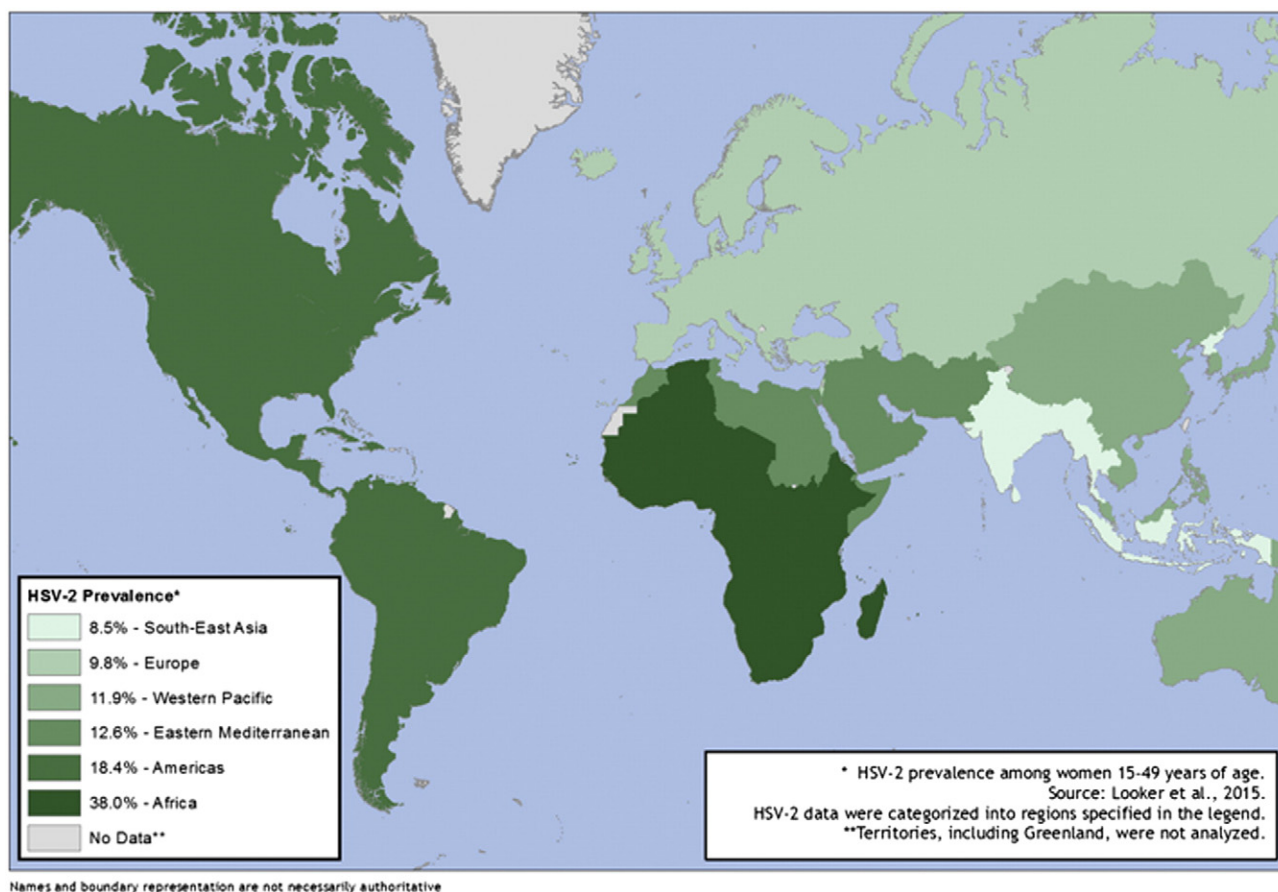 HSV-2 Prevalence*
8.5% - South-East Asia
9.8% - Europe
11.9% - Western Pacific
12.6% - Eastern Mediterranean
18.4% - Americas
38.0% - Africa
No Data**
* HSV-2 prevalence among women 15-49 years of age.
Source: Looker et al., 2015.
HSV-2 data were categorized into regions specified in the legend.
**Territories, including Greenland, were not analyzed.
Names and boundary representation are not necessarily authoritative